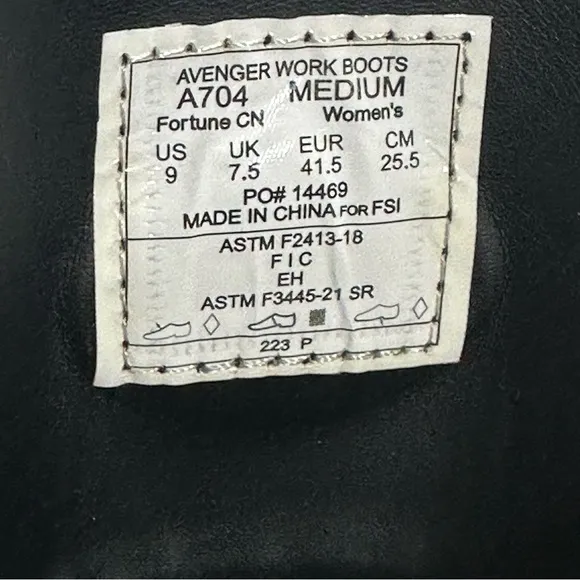 AVENGER WORK BOOTS
A704 MEDIUM
Fortune CN Women's
US UK EUR CM
9 7.5 41.5 25.5
PO# 14469
MADE IN CHINA FOR FSI
ASTM F2413-18
F I C
EH
ASTM F3445-21 SR
223 P